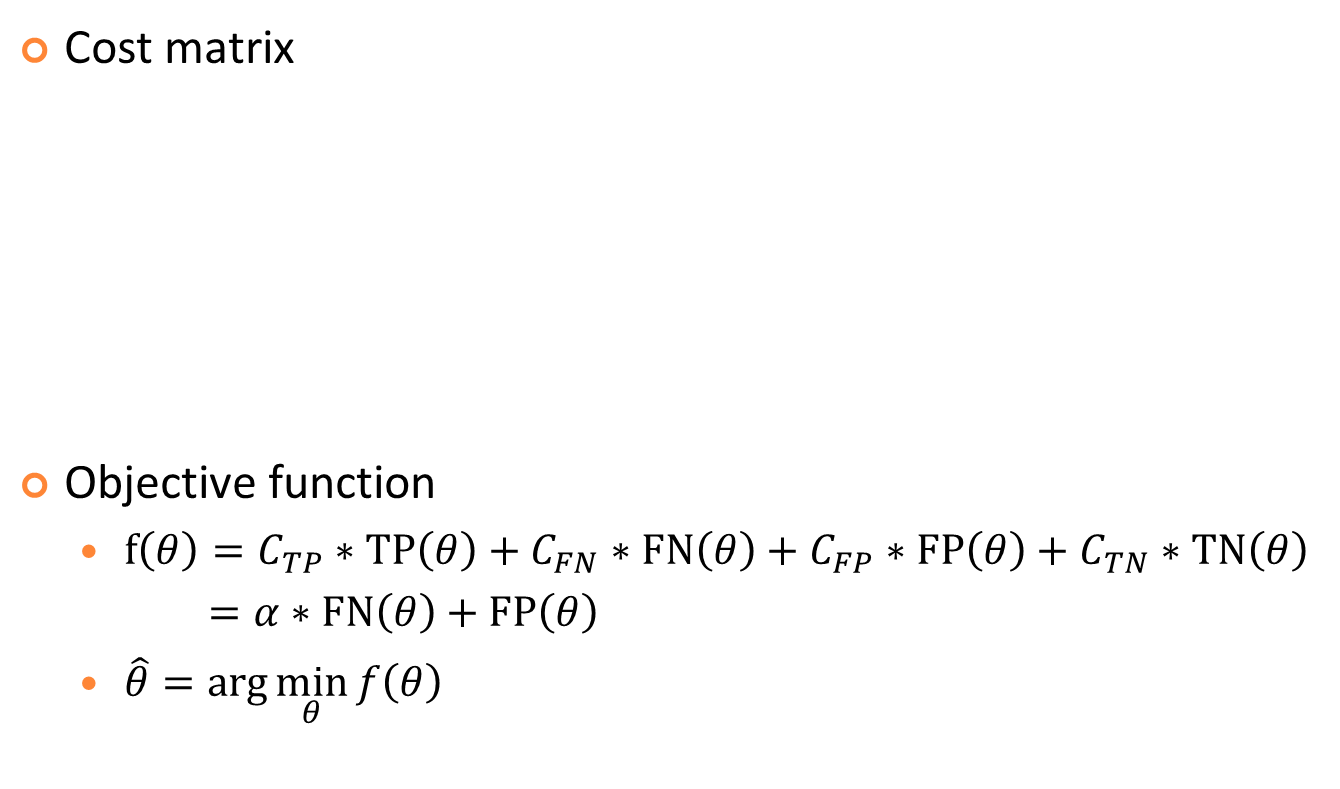 Cost matrix
Objective function
f(θ) = C_TP * TP(θ) + C_FN * FN(θ) + C_FP * FP(θ) + C_TN * TN(θ)
= α * FN(θ) + FP(θ)
θ̂ = arg min_θ f(θ)